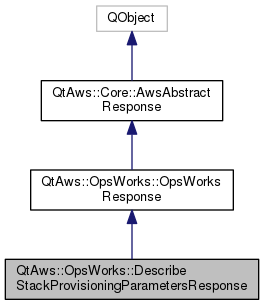 QObject
QtAws::Core::AwsAbstract
Response
QtAws::OpsWorks::OpsWorks
Response
QtAws::OpsWorks::Describe
StackProvisioningParametersResponse